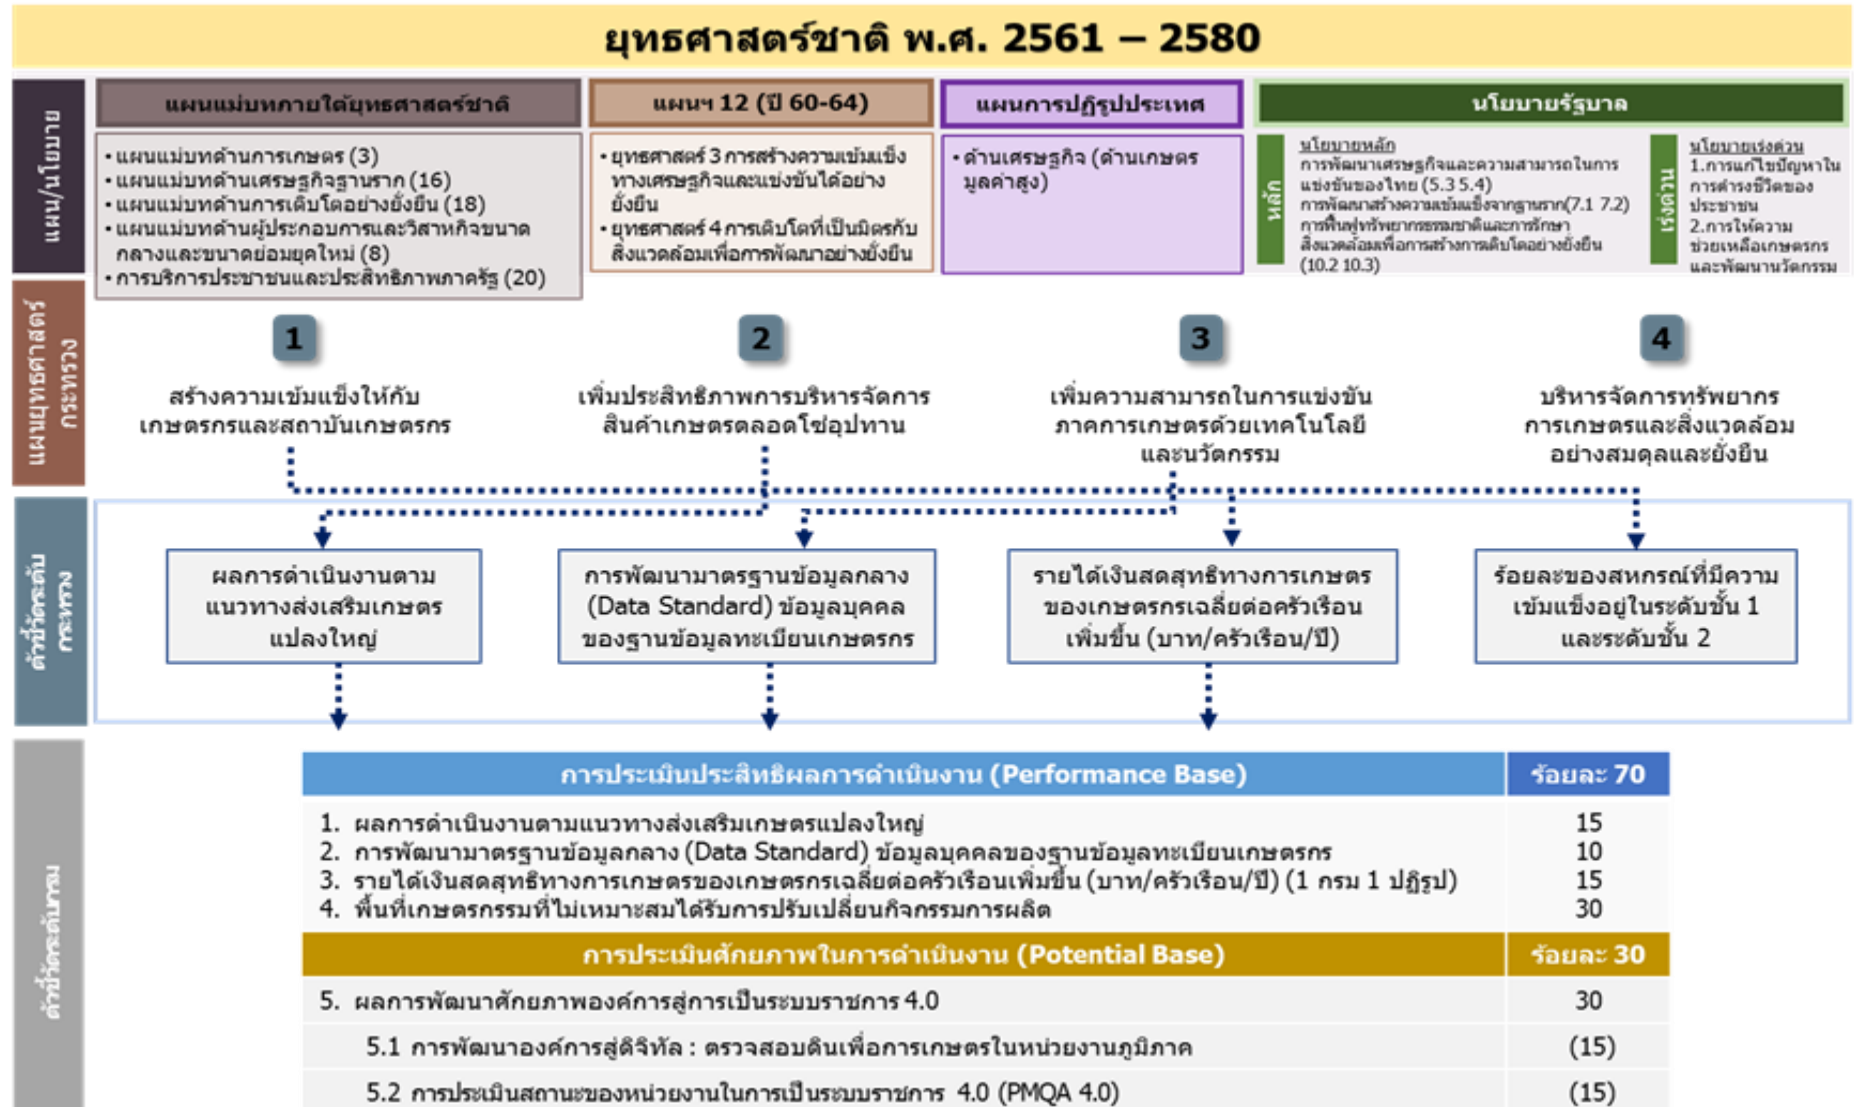 ยุทธศาสตร์ชาติ พ.ศ. 2561 – 2580
แผน/นโยบาย
แผนแม่บทภายใต้ยุทธศาสตร์ชาติ
• แผนแม่บทด้านการเกษตร (3)
• แผนแม่บทด้านเศรษฐกิจฐานราก (16)
• แผนแม่บทด้านการเติบโตอย่างยั่งยืน (18)
• แผนแม่บทด้านผู้ประกอบการและวิสาหกิจขนาด
กลางและขนาดย่อมยุคใหม่ (8)
• การบริการประชาชนและประสิทธิภาพภาครัฐ (20)
แผนฯ 12 (ปี 60-64)
• ยุทธศาสตร์ 3 การสร้างความเข้มแข็ง
ทางเศรษฐกิจและแข่งขันได้อย่าง
ยั่งยืน
• ยุทธศาสตร์ 4 การเติบโตที่เป็นมิตรกับ
สิ่งแวดล้อมเพื่อการพัฒนาอย่างยั่งยืน
แผนการปฏิรูปประเทศ
• ด้านเศรษฐกิจ (ด้านเกษตร
มูลค่าสูง)
นโยบายรัฐบาล
หลัก
นโยบายหลัก
การพัฒนาเศรษฐกิจและความสามารถในการ
แข่งขันของไทย (5.3 5.4)
การพัฒนาสร้างความเข้มแข็งจากฐานราก(7.1 7.2)
การฟื้นฟูทรัพยากรธรรมชาติและการรักษา
สิ่งแวดล้อมเพื่อการสร้างการเติบโตอย่างยั่งยืน
(10.2 10.3)
เร่งด่วน
นโยบายเร่งด่วน
1.การแก้ไขปัญหาใน
การดำรงชีวิตของ
ประชาชน
2.การให้ความ
ช่วยเหลือเกษตรกร
และพัฒนานวัตกรรม
แผนยุทธศาสตร์
กระทรวง
1
สร้างความเข้มแข็งให้กับ
เกษตรกรและสถาบันเกษตรกร
2
เพิ่มประสิทธิภาพการบริหารจัดการ
สินค้าเกษตรตลอดโซ่อุปทาน
3
เพิ่มความสามารถในการแข่งขัน
ภาคการเกษตรด้วยเทคโนโลยี
และนวัตกรรม
4
บริหารจัดการทรัพยากร
การเกษตรและสิ่งแวดล้อม
อย่างสมดุลและยั่งยืน
ตัวชี้วัดระดับ
กระทรวง
ผลการดำเนินงานตาม
แนวทางส่งเสริมเกษตร
แปลงใหญ่
การพัฒนามาตรฐานข้อมูลกลาง
(Data Standard) ข้อมูลบุคคล
ของฐานข้อมูลทะเบียนเกษตรกร
รายได้เงินสดสุทธิทางการเกษตร
ของเกษตรกรเฉลี่ยต่อครัวเรือน
เพิ่มขึ้น (บาท/ครัวเรือน/ปี)
ร้อยละของสหกรณ์ที่มีความ
เข้มแข็งอยู่ในระดับชั้น 1
และระดับชั้น 2
ตัวชี้วัดระดับกรม
การประเมินประสิทธิผลการดำเนินงาน (Performance Base) ร้อยละ 70
1. ผลการดำเนินงานตามแนวทางส่งเสริมเกษตรแปลงใหญ่ 15
2. การพัฒนามาตรฐานข้อมูลกลาง (Data Standard) ข้อมูลบุคคลของฐานข้อมูลทะเบียนเกษตรกร 10
3. รายได้เงินสดสุทธิทางการเกษตรของเกษตรกรเฉลี่ยต่อครัวเรือนเพิ่มขึ้น (บาท/ครัวเรือน/ปี) (1 กรม 1 ปฏิรูป) 15
4. พื้นที่เกษตรกรรมที่ไม่เหมาะสมได้รับการปรับเปลี่ยนกิจกรรมการผลิต 30
การประเมินศักยภาพในการดำเนินงาน (Potential Base) ร้อยละ 30
5. ผลการพัฒนาศักยภาพองค์การสู่การเป็นระบบราชการ 4.0 30
5.1 การพัฒนาองค์การสู่ดิจิทัล : ตรวจสอบดินเพื่อการเกษตรในหน่วยงานภูมิภาค (15)
5.2 การประเมินสถานะของหน่วยงานในการเป็นระบบราชการ 4.0 (PMQA 4.0) (15)